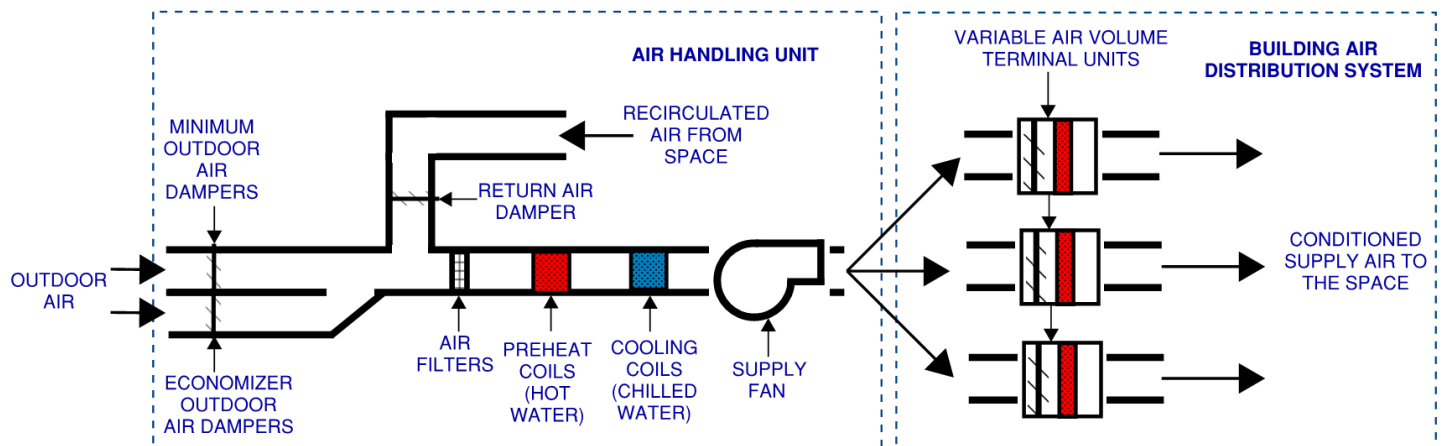 AIR HANDLING UNIT
VARIABLE AIR VOLUME
TERMINAL UNITS
BUILDING AIR
DISTRIBUTION SYSTEM
MINIMUM
OUTDOOR
AIR
DAMPERS
RECIRCULATED
AIR FROM
SPACE
RETURN AIR
DAMPER
OUTDOOR
AIR
CONDITIONED
SUPPLY AIR TO
THE SPACE
ECONOMIZER
OUTDOOR
AIR DAMPERS
AIR
FILTERS
PREHEAT
COILS
(HOT
WATER)
COOLING
COILS
(CHILLED
WATER)
SUPPLY
FAN